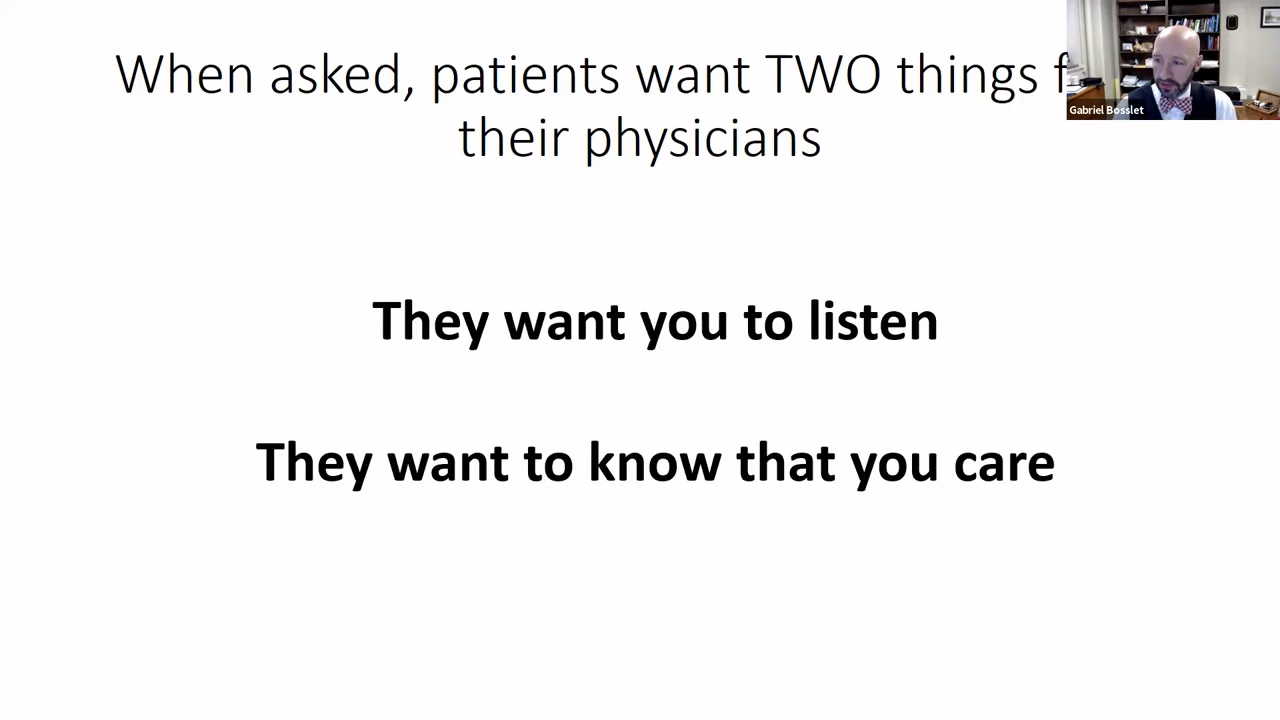 When asked, patients want TWO things
their physicians
Gabriel Bosslet
They want you to listen
They want to know that you care